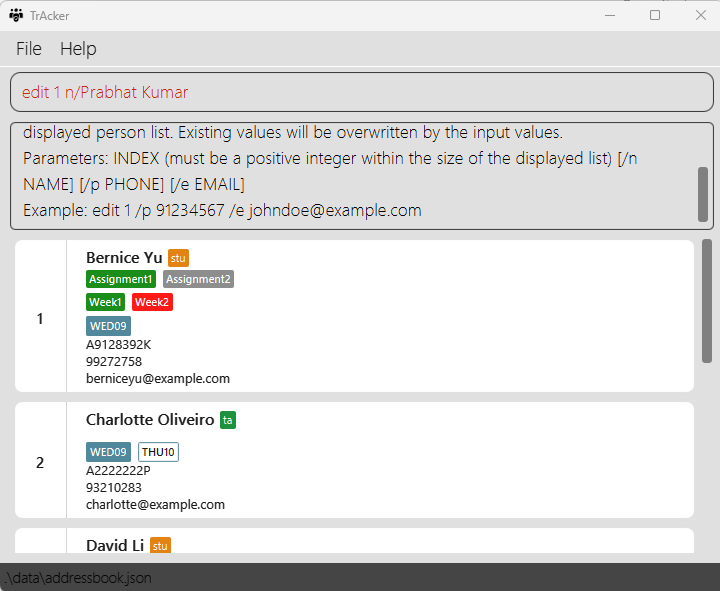 TrAcker
File Help
edit 1 n/Prabhat Kumar
displayed person list. Existing values will be overwritten by the input values.
Parameters: INDEX (must be a positive integer within the size of the displayed list) [/n
NAME] [/p PHONE] [/e EMAIL]
Example: edit 1 /p 91234567 /e johndoe@example.com
1
Bernice Yu stu
Assignment1 Assignment2
Week1 Week2
WED09
A9128392K
99272758
berniceyu@example.com
2
Charlotte Oliveiro ta
WED09 THU10
A2222222P
93210283
charlotte@example.com
David Li stu
.\data\addressbook.json